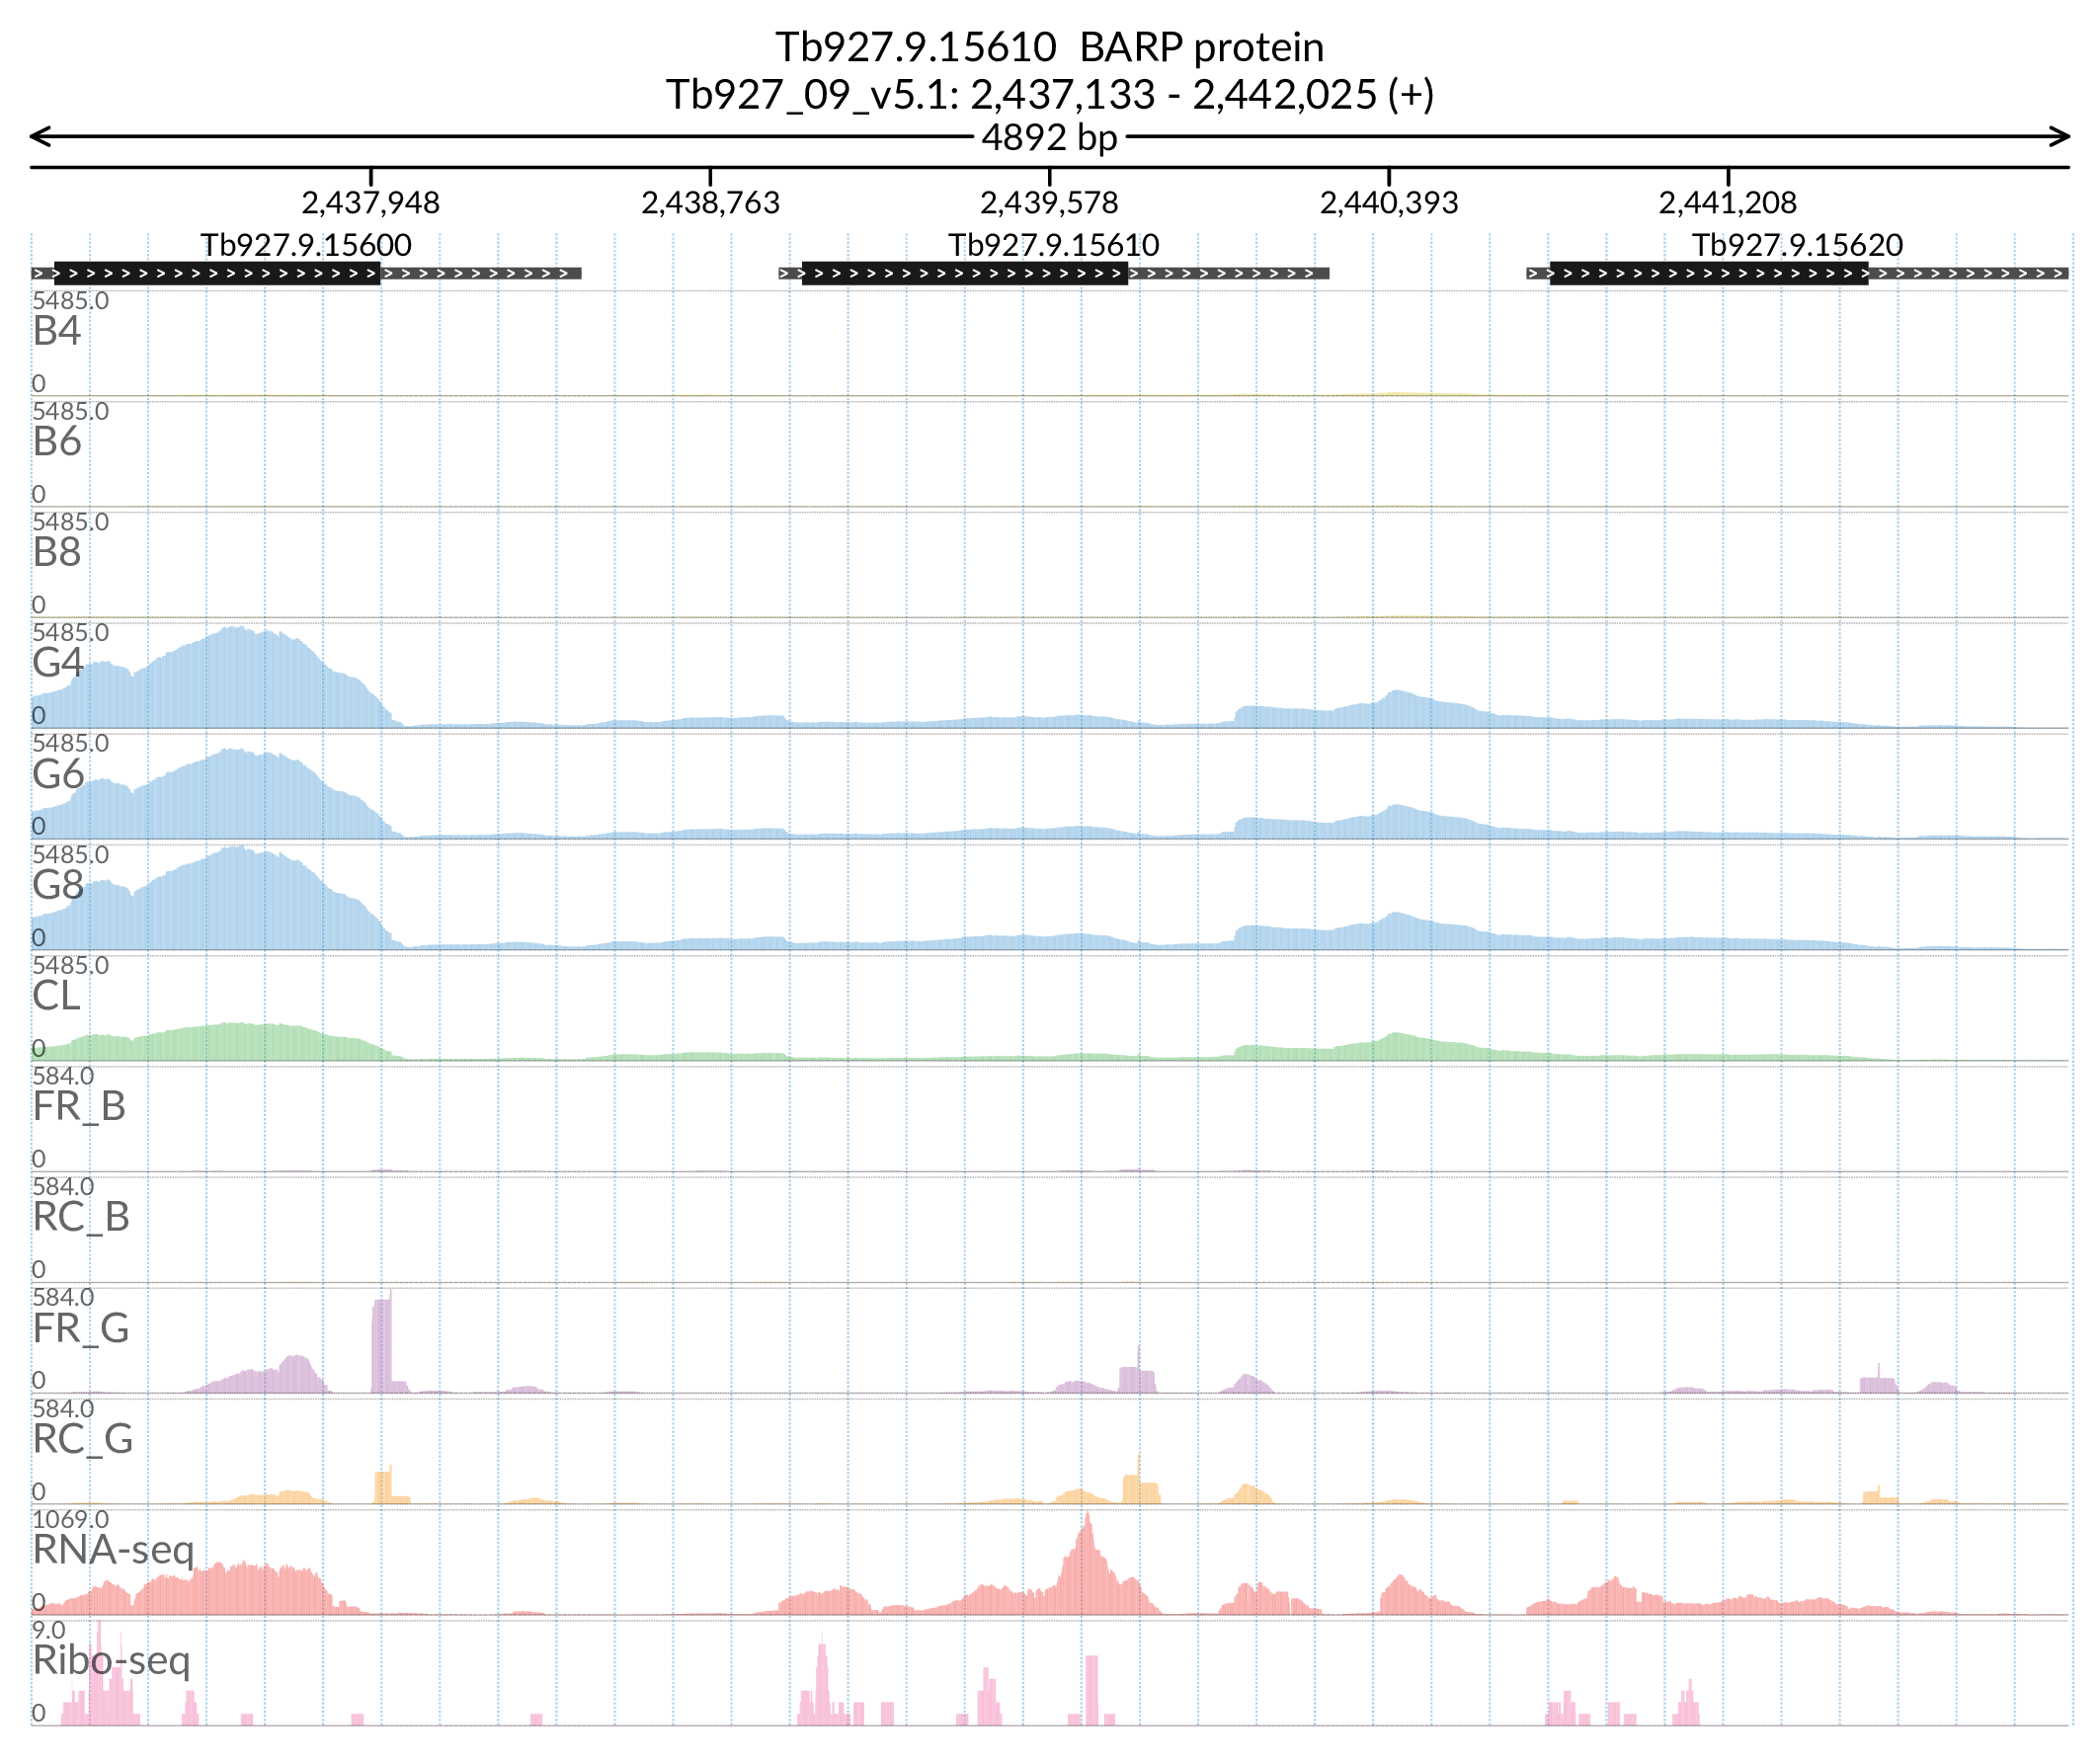 Tb927.9.15610 BARP protein
Tb927_09_v5.1: 2,437,133 - 2,442,025 (+)
4892 bp
2,437,948 2,438,763 2,439,578 2,440,393 2,441,208
Tb927.9.15600 Tb927.9.15610 Tb927.9.15620
5485.0
B4
0
5485.0
B6
0
5485.0
B8
0
5485.0
G4
0
5485.0
G6
0
5485.0
G8
0
5485.0
CL
0
584.0
FR_B
0
584.0
RC_B
0
584.0
FR_G
0
584.0
RC_G
0
1069.0
RNA-seq
0
9.0
Ribo-seq
0